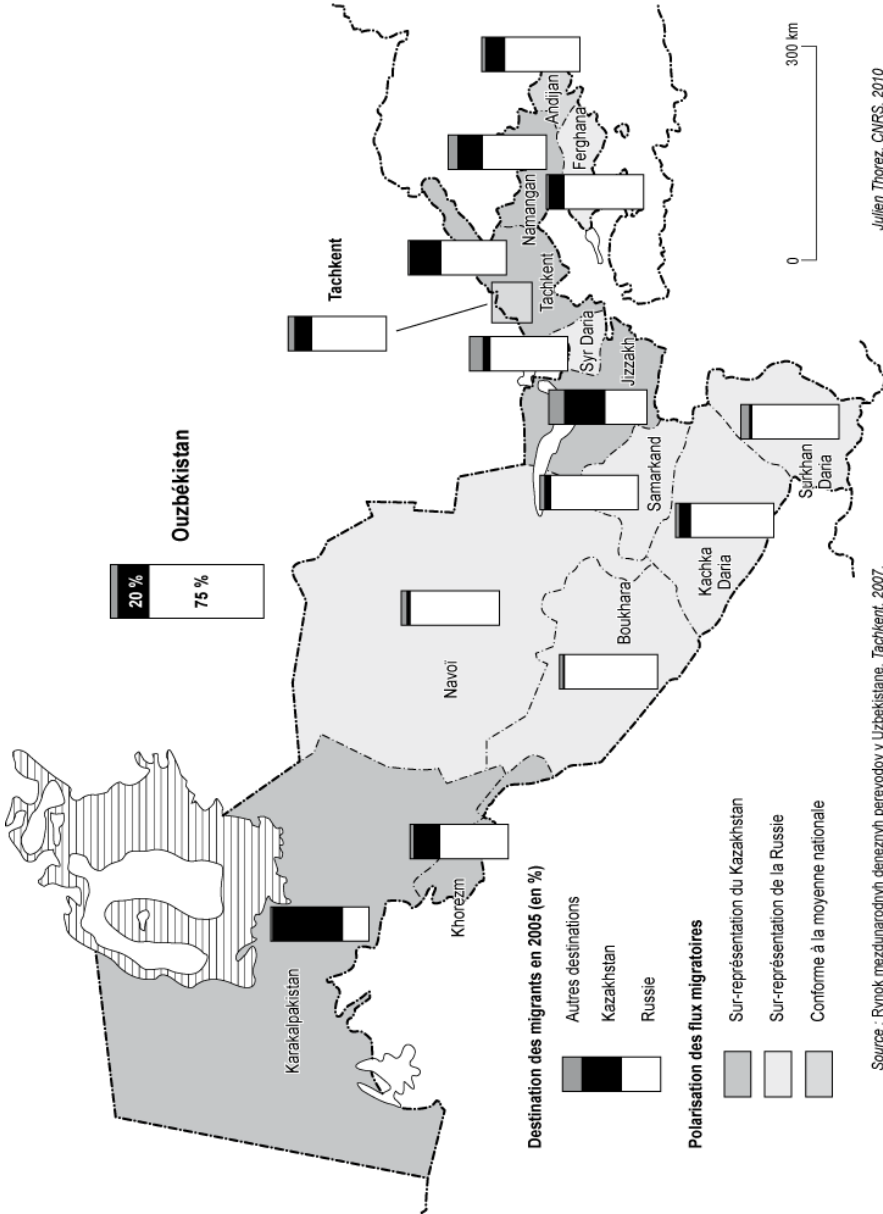 Ouzbékistan
20 %
75 %
Tachkent
Karakalpakistan
Khorezm
Navoï
Boukhara
Samarkand
Kachka
Daria
Surkhan
Daria
Jizzakh
Syr Daria
Tachkent
Namangan
Ferghana
Andijan
Destination des migrants en 2005 (en %)
Autres destinations
Kazakhstan
Russie
Polarisation des flux migratoires
Sur-représentation du Kazakhstan
Sur-représentation de la Russie
Conforme à la moyenne nationale
0
300 km
Source : Rynok mezdunarodnyh deneznyh perevodov v Uzbekistane, Tachkent, 2007.
Julien Thorez, CNRS, 2010